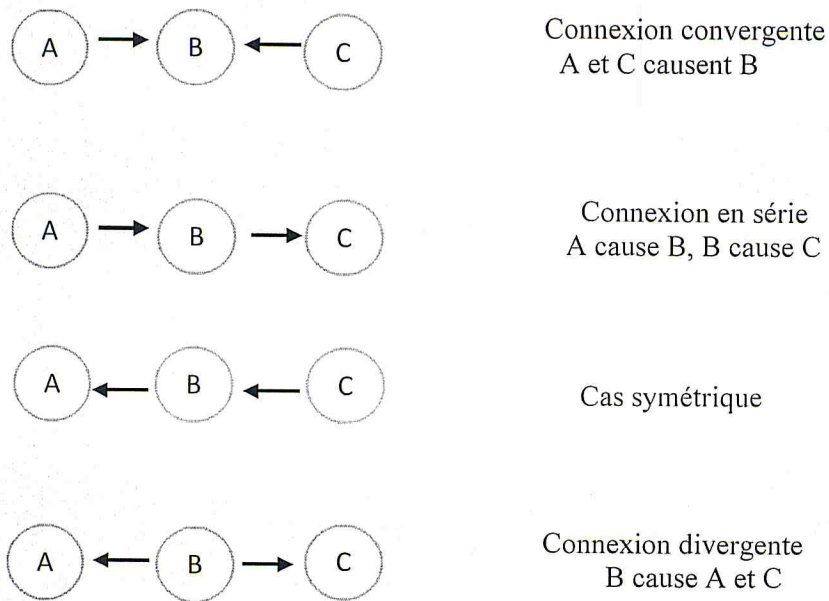 A B C
Connexion convergente
A et C causent B
A B C
Connexion en série
A cause B, B cause C
A B C
Cas symétrique
A B C
Connexion divergente
B cause A et C